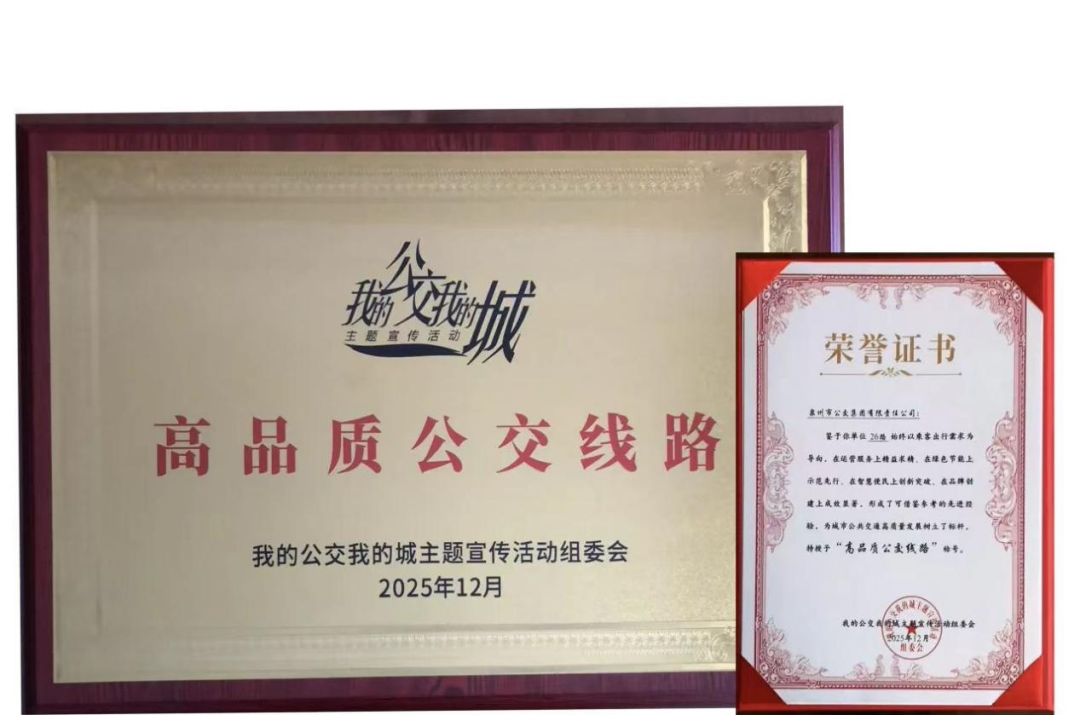 我的公交我的城
主题宣传活动
高品质公交线路
我的公交我的城主题宣传活动组委会
2025年12月
荣誉证书
泉州市公交集团有限责任公司：
鉴于你单位 26路 始终以乘客出行需求为
导向，在运营服务上精益求精、在绿色节能上
示范先行、在智慧便民上创新突破、在品牌创
建上成效显著，形成了可借鉴参考的先进经
验，为城市公共交通高质量发展树立了标杆。
特授予“高品质公交线路”称号。
我的公交我的城主题宣传活动组委会
2025年12月
组委会